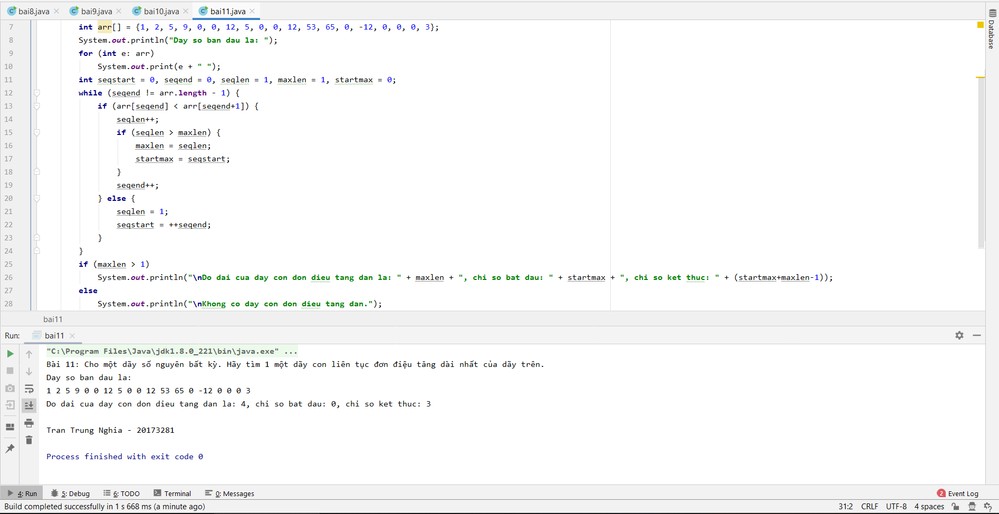 bai8.java bai9.java bai10.java bai11.java
Database
7 int arr[] = {1, 2, 5, 9, 0, 0, 12, 5, 0, 0, 12, 53, 65, 0, -12, 0, 0, 0, 3};
8 System.out.println("Day so ban dau la: ");
9 for (int e: arr)
10 System.out.print(e + " ");
11 int seqstart = 0, seqend = 0, seqlen = 1, maxlen = 1, startmax = 0;
12 while (seqend != arr.length - 1) {
13 if (arr[seqend] < arr[seqend+1]) {
14 seqlen++;
15 if (seqlen > maxlen) {
16 maxlen = seqlen;
17 startmax = seqstart;
18 }
19 seqend++;
20 } else {
21 seqlen = 1;
22 seqstart = ++seqend;
23 }
24 }
25 if (maxlen > 1)
26 System.out.println("\nDo dai cua day con don dieu tang dan la: " + maxlen + ", chi so bat dau: " + startmax + ", chi so ket thuc: " + (startmax+maxlen-1));
27 else
28 System.out.println("\nKhong co day con don dieu tang dan.");
bai11
Run: bai11
"C:\Program Files\Java\jdk1.8.0_221\bin\java.exe" ...
Bài 11: Cho một dãy số nguyên bất kỳ. Hãy tìm 1 một dãy con liên tục đơn điệu tăng dài nhất của dãy trên.
Day so ban dau la:
1 2 5 9 0 0 12 5 0 0 12 53 65 0 -12 0 0 0 3
Do dai cua day con don dieu tang dan la: 4, chi so bat dau: 0, chi so ket thuc: 3
Tran Trung Nghia - 20173281
Process finished with exit code 0
4: Run 5: Debug 6: TODO Terminal 0: Messages 2 Event Log
Build completed successfully in 1 s 668 ms (a minute ago) 31:2 CRLF UTF-8 4 spaces